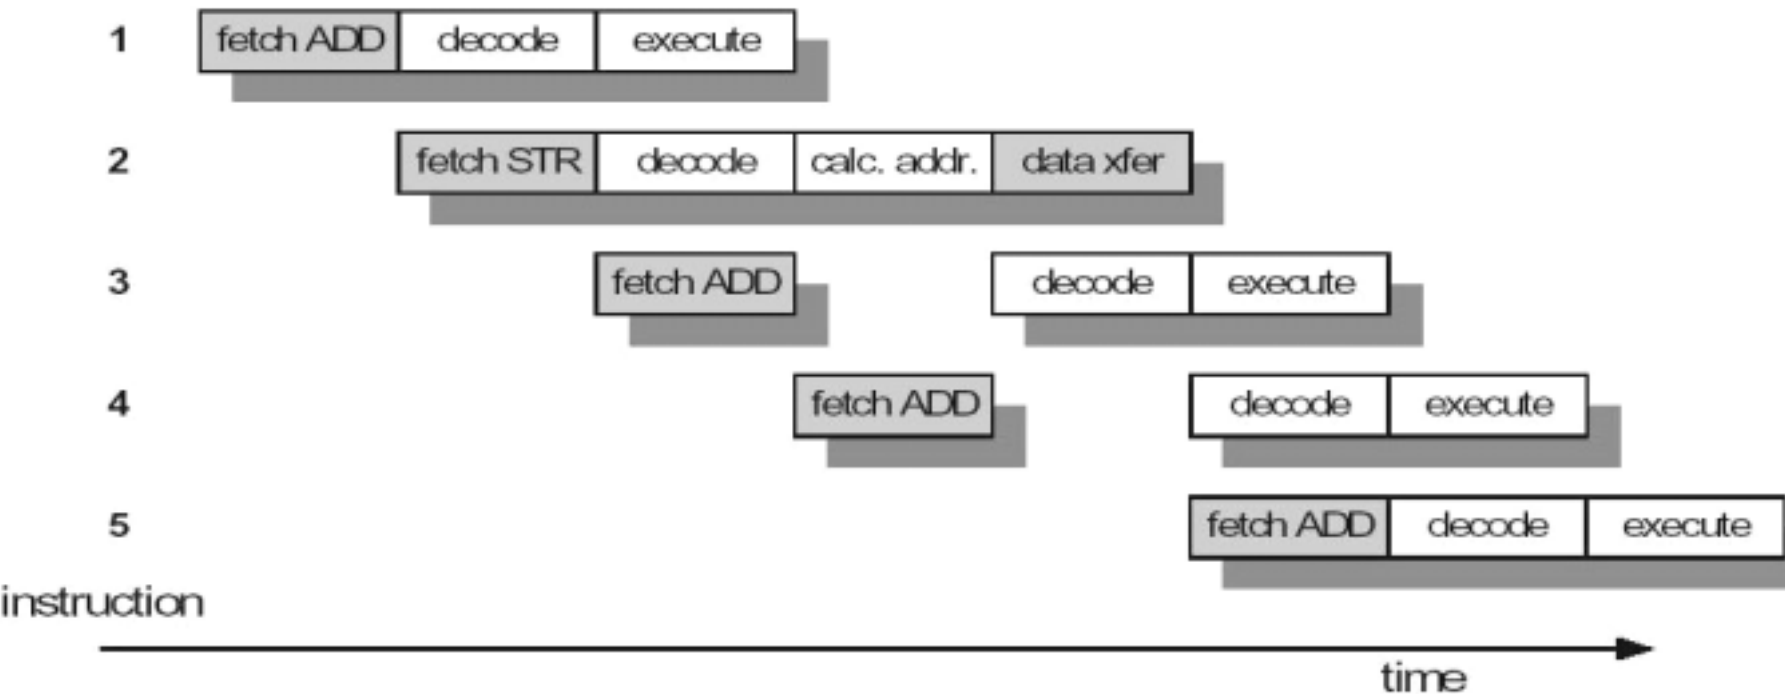 1 fetch ADD decode execute
2 fetch STR decode calc. addr. data xfer
3 fetch ADD decode execute
4 fetch ADD decode execute
5 fetch ADD decode execute
instruction
time